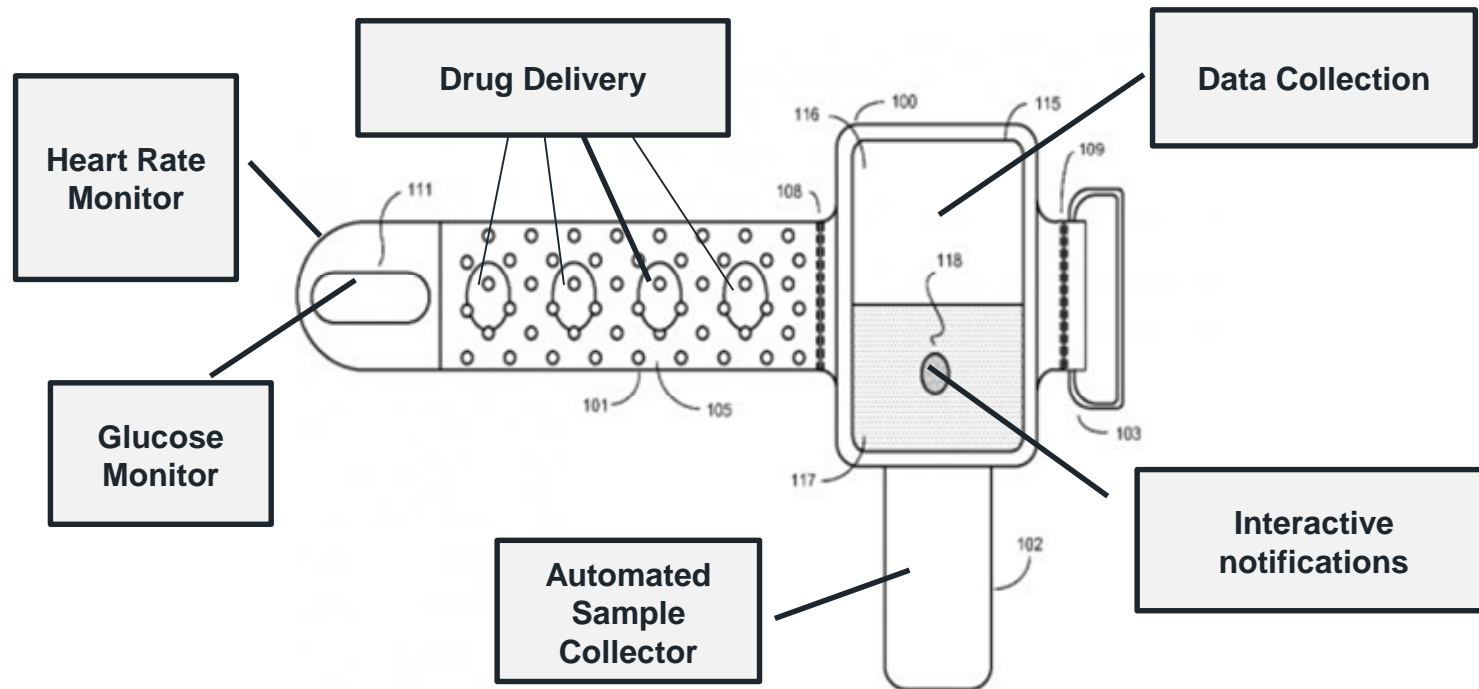 Drug Delivery
Data Collection
Heart Rate
Monitor
116
100
115
109
111
108
118
101
105
103
117
Glucose
Monitor
Interactive
notifications
102
Automated
Sample
Collector